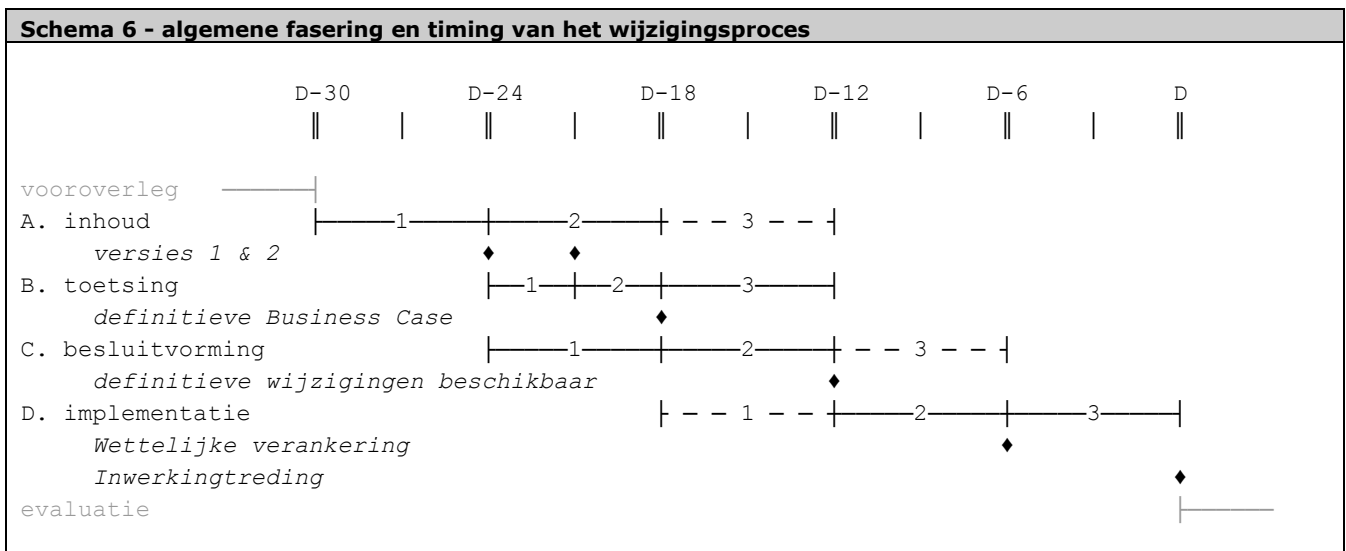 Schema 6 - algemene fasering en timing van het wijzigingsproces
D-30 D-24 D-18 D-12 D-6 D
vooroverleg
A. inhoud 1 2 3
versies 1 & 2
B. toetsing 1 2 3
definitieve Business Case
C. besluitvorming 1 2 3
definitieve wijzigingen beschikbaar
D. implementatie 1 2 3
Wettelijke verankering
Inwerkingtreding
evaluatie